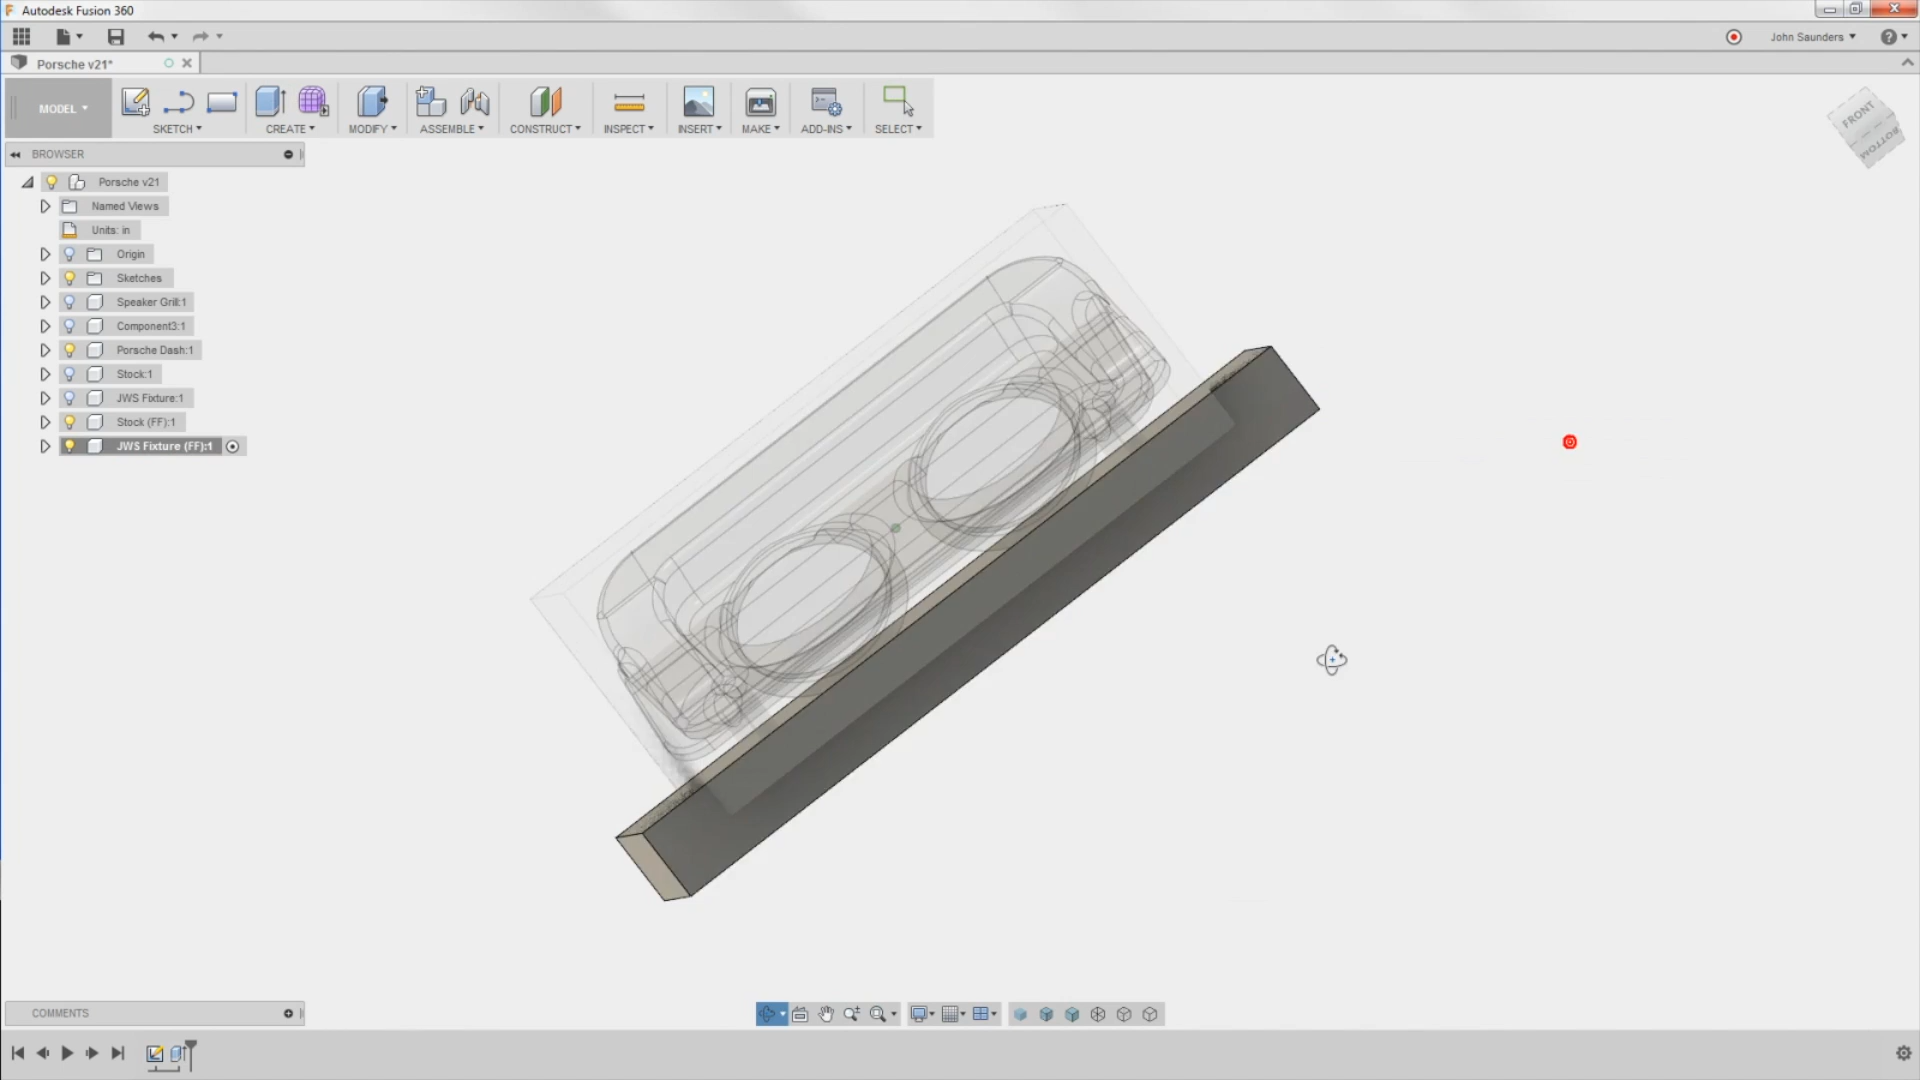 Autodesk Fusion 360
John Saunders
Porsche v21*
MODEL
SKETCH
CREATE
MODIFY
ASSEMBLE
CONSTRUCT
INSPECT
INSERT
MAKE
ADD-INS
SELECT
FRONT
BOTTOM
BROWSER
Porsche v21
Named Views
Units: in
Origin
Sketches
Speaker Grill:1
Component3:1
Porsche Dash:1
Stock:1
JWS Fixture:1
Stock (FF):1
JWS Fixture (FF):1
COMMENTS